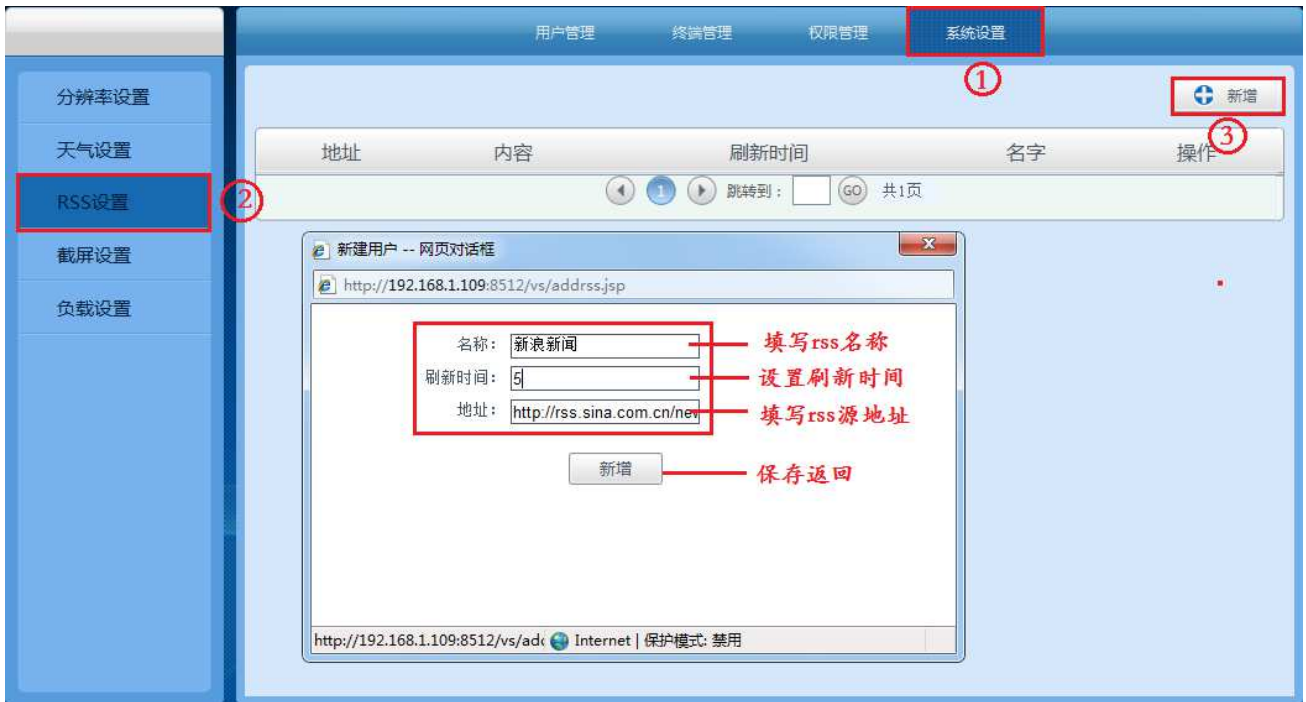 用户管理 终端管理 权限管理 系统设置
①
分辨率设置
天气设置
RSS设置
②
截屏设置
负载设置
新增
③
地址 内容 刷新时间 名字 操作
1 跳转到： GO 共1页
新建用户 -- 网页对话框
http://192.168.1.109:8512/vs/addrss.jsp
名称： 新浪新闻 填写rss名称
刷新时间： 5 设置刷新时间
地址： http://rss.sina.com.cn/nev 填写rss源地址
新增 保存返回
http://192.168.1.109:8512/vs/adc Internet | 保护模式: 禁用